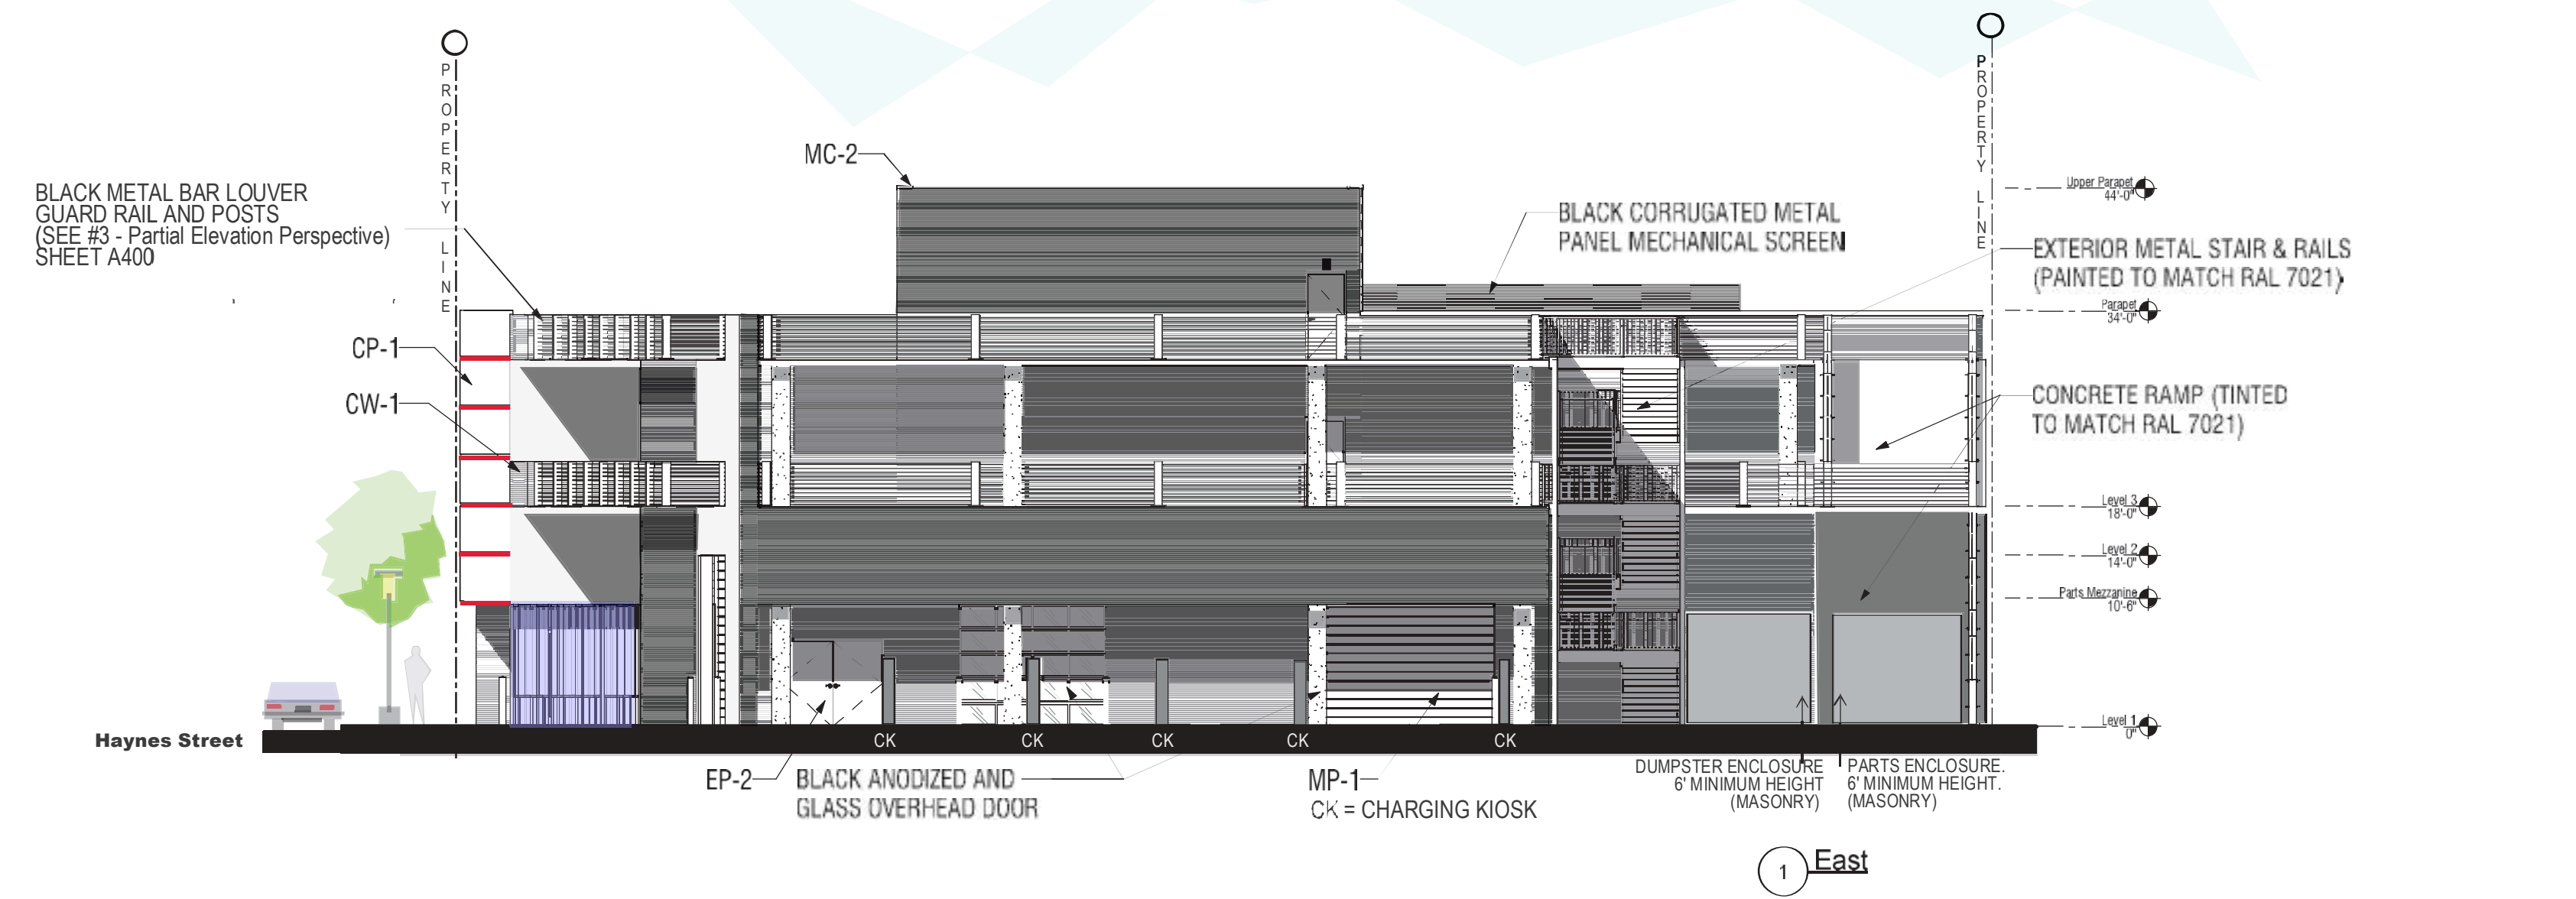 PROPERTY LINE
PROPERTY LINE
MC-2
Upper Parapet
44'-0"
BLACK METAL BAR LOUVER
GUARD RAIL AND POSTS
(SEE #3 - Partial Elevation Perspective)
SHEET A400
BLACK CORRUGATED METAL
PANEL MECHANICAL SCREEN
EXTERIOR METAL STAIR & RAILS
(PAINTED TO MATCH RAL 7021)
Parapet
34'-0"
CP-1
CW-1
CONCRETE RAMP (TINTED
TO MATCH RAL 7021)
Level 3
18'-0"
Level 2
14'-0"
Parts Mezzanine
10'-6"
Level 1
0"
Haynes Street
CK
CK
CK
CK
CK
EP-2
BLACK ANODIZED AND
GLASS OVERHEAD DOOR
MP-1
CK = CHARGING KIOSK
DUMPSTER ENCLOSURE
6' MINIMUM HEIGHT
(MASONRY)
PARTS ENCLOSURE.
6' MINIMUM HEIGHT.
(MASONRY)
1
East